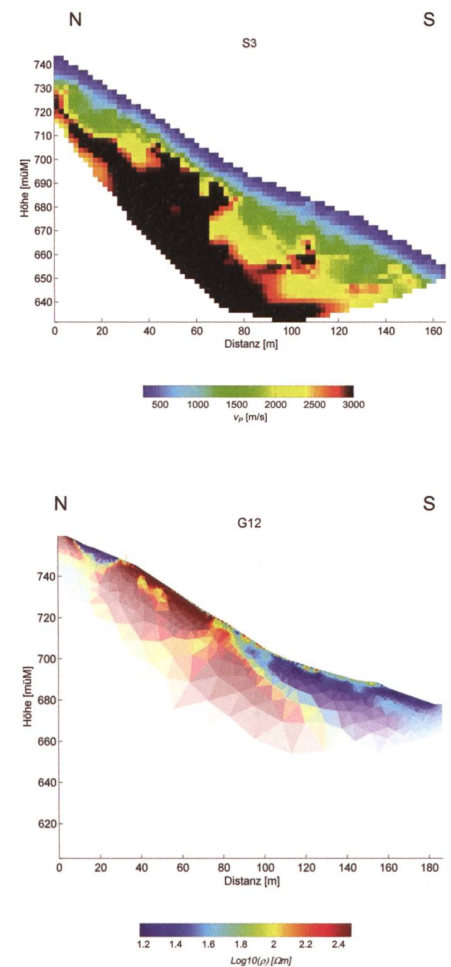 N S
S3
740
730
720
710
700
690
680
670
660
650
640
Höhe [müM]
0 20 40 60 80 100 120 140 160
Distanz [m]
500 1000 1500 2000 2500 3000
vP [m/s]
N S
G12
740
720
700
680
660
640
620
Höhe [müM]
0 20 40 60 80 100 120 140 160 180
Distanz [m]
1.2 1.4 1.6 1.8 2 2.2 2.4
Log10(ρ) [Ωm]